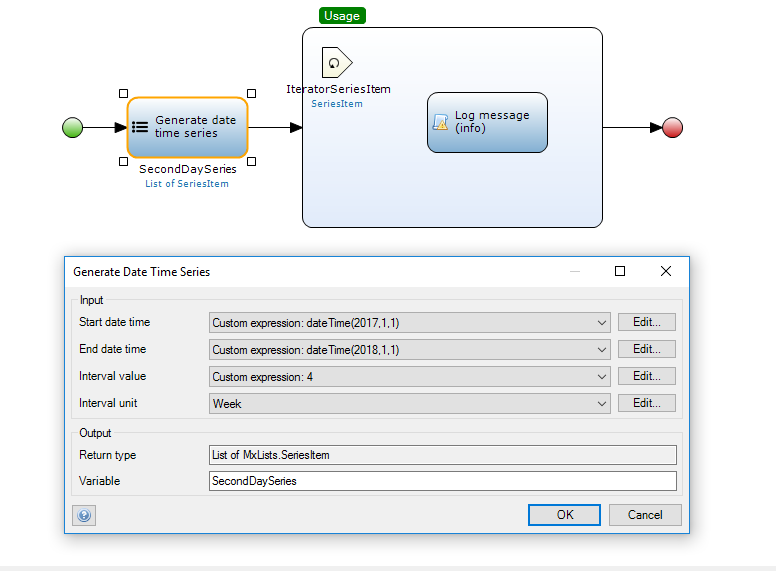 Usage
IteratorSeriesItem
SeriesItem
Generate date
time series
Log message
(info)
SecondDaySeries
List of SeriesItem
Generate Date Time Series
Input
Start date time
Custom expression: dateTime(2017,1,1)
Edit...
End date time
Custom expression: dateTime(2018,1,1)
Edit...
Interval value
Custom expression: 4
Edit...
Interval unit
Week
Edit...
Output
Return type
List of MxLists.SeriesItem
Variable
SecondDaySeries
?
OK
Cancel